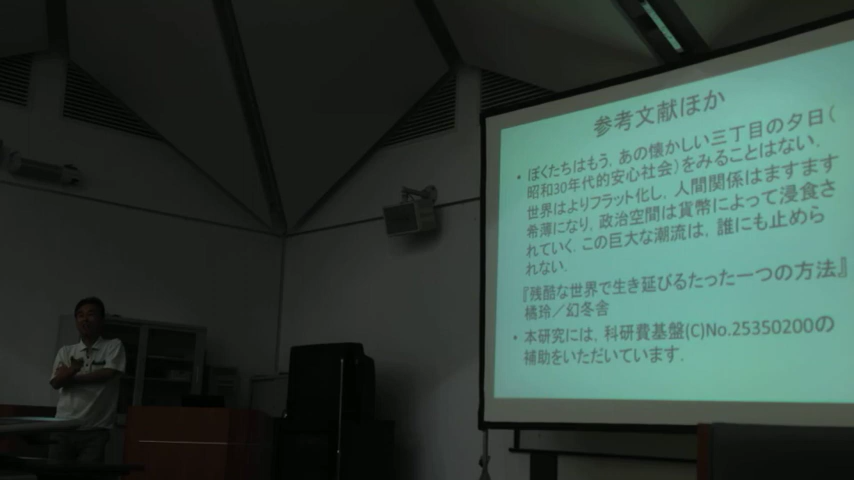 参考文献ほか
• ぼくたちはもう，あの懐かしい三丁目の夕日（
昭和30年代的安心社会）をみることはない．
世界はよりフラット化し，人間関係はますます
希薄になり，政治空間は貨幣によって浸食さ
れていく．この巨大な潮流は，誰にも止めら
れない．
『残酷な世界で生き延びるたった一つの方法』
橘玲／幻冬舎
• 本研究には，科研費基盤(C)No.25350200の
補助をいただいています．